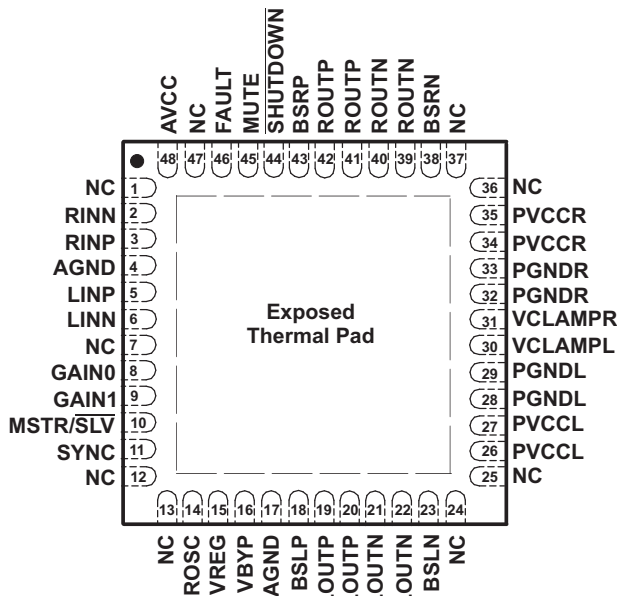 AVCC
NC
FAULT
MUTE
SHUTDOWN
BSRP
ROUTP
ROUTP
ROUTN
ROUTN
BSRN
NC
48 47 46 45 44 43 42 41 40 39 38 37
NC 1
RINN 2
RINP 3
AGND 4
LINP 5
LINN 6
NC 7
GAIN0 8
GAIN1 9
MSTR/SLV 10
SYNC 11
NC 12
Exposed
Thermal Pad
36 NC
35 PVCCR
34 PVCCR
33 PGNDR
32 PGNDR
31 VCLAMPR
30 VCLAMPL
29 PGNDL
28 PGNDL
27 PVCCL
26 PVCCL
25 NC
13 14 15 16 17 18 19 20 21 22 23 24
NC
ROSC
VREG
VBYP
AGND
BSLP
OUTP
OUTP
OUTN
OUTN
BSLN
NC